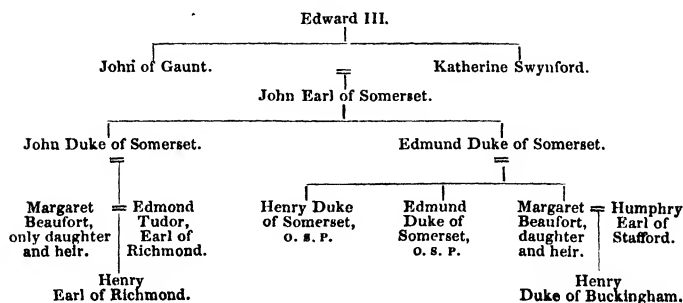 Edward III.
John of Gaunt. = Katherine Swynford.
John Earl of Somerset.
John Duke of Somerset. Edmund Duke of Somerset.
= =
Margaret = Edmond Henry Duke Edmund Margaret = Humphry
Beaufort, Tudor, of Somerset, Duke of Beaufort, Earl of
only daughter Earl of O. S. P. Somerset, daughter Stafford.
and heir. Richmond. O. S. P. and heir.
Henry Henry
Earl of Richmond. Duke of Buckingham.